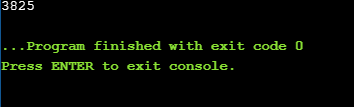 3825
...Program finished with exit code 0
Press ENTER to exit console.